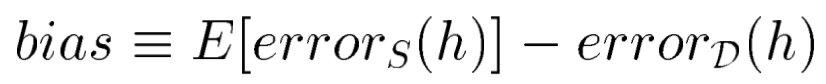 bias ≡ E[error_S(h)] − error_𝒟(h)